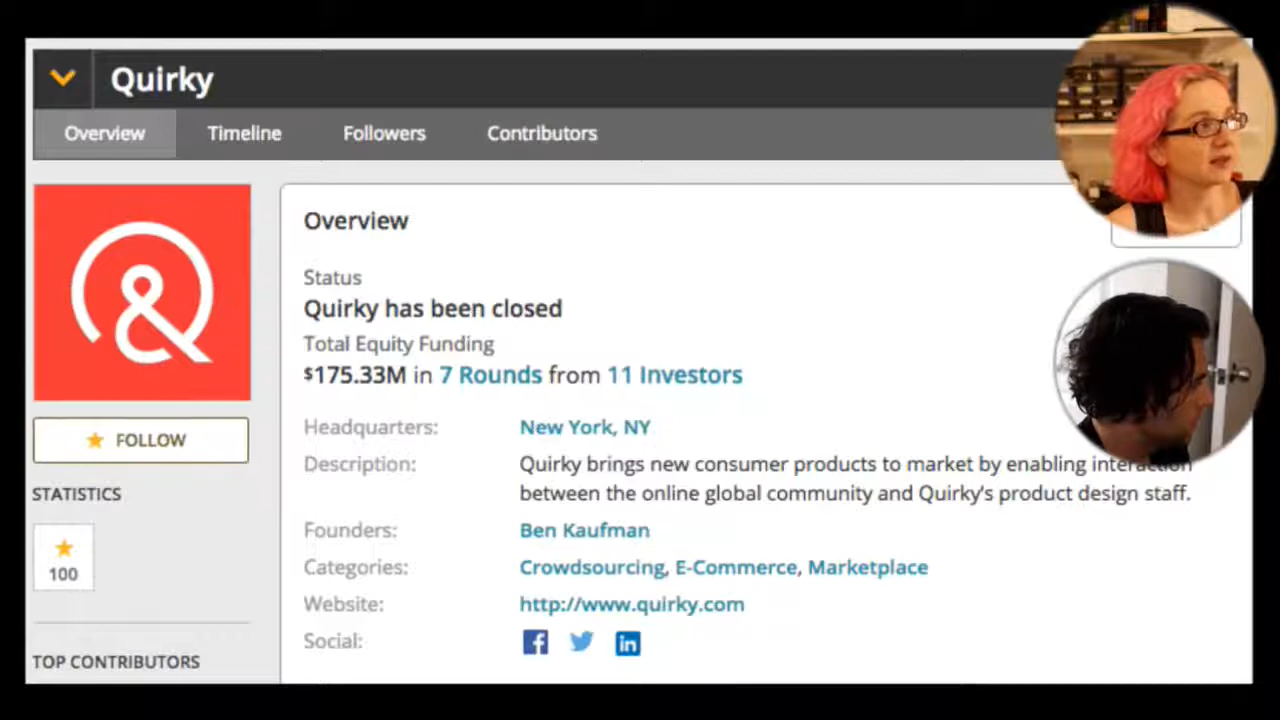 Quirky
Overview Timeline Followers Contributors
Overview
Status
Quirky has been closed
Total Equity Funding
$175.33M in 7 Rounds from 11 Investors
FOLLOW
Headquarters: New York, NY
Description: Quirky brings new consumer products to market by enabling interaction
between the online global community and Quirky's product design staff.
STATISTICS
100
Founders: Ben Kaufman
Categories: Crowdsourcing, E-Commerce, Marketplace
Website: http://www.quirky.com
Social:
TOP CONTRIBUTORS